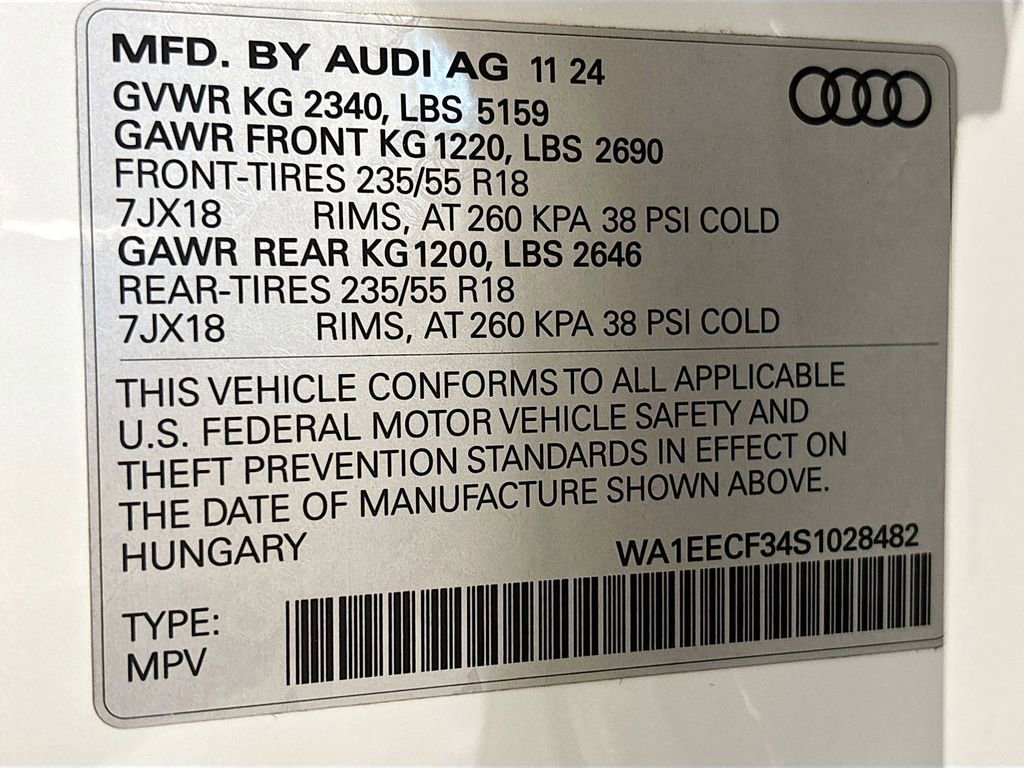 MFD. BY AUDI AG 11 24
GVWR KG 2340, LBS 5159
GAWR FRONT KG 1220, LBS 2690
FRONT-TIRES 235/55 R18
7JX18 RIMS, AT 260 KPA 38 PSI COLD
GAWR REAR KG 1200, LBS 2646
REAR-TIRES 235/55 R18
7JX18 RIMS, AT 260 KPA 38 PSI COLD
THIS VEHICLE CONFORMS TO ALL APPLICABLE
U.S. FEDERAL MOTOR VEHICLE SAFETY AND
THEFT PREVENTION STANDARDS IN EFFECT ON
THE DATE OF MANUFACTURE SHOWN ABOVE.
HUNGARY WA1EECF34S1028482
TYPE:
MPV